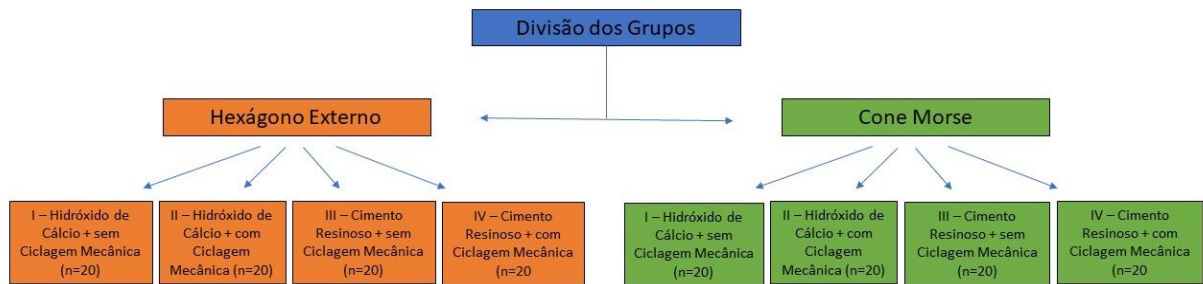 Divisão dos Grupos
Hexágono Externo
Cone Morse
I – Hidróxido de
Cálcio + sem
Ciclagem Mecânica
(n=20)
II – Hidróxido de
Cálcio + com
Ciclagem
Mecânica (n=20)
III – Cimento
Resinoso + sem
Ciclagem Mecânica
(n=20)
IV – Cimento
Resinoso + com
Ciclagem Mecânica
(n=20
I – Hidróxido de
Cálcio + sem
Ciclagem Mecânica
(n=20)
II – Hidróxido de
Cálcio + com
Ciclagem
Mecânica (n=20)
III – Cimento
Resinoso + sem
Ciclagem Mecânica
(n=20)
IV – Cimento
Resinoso + com
Ciclagem Mecânica
(n=20